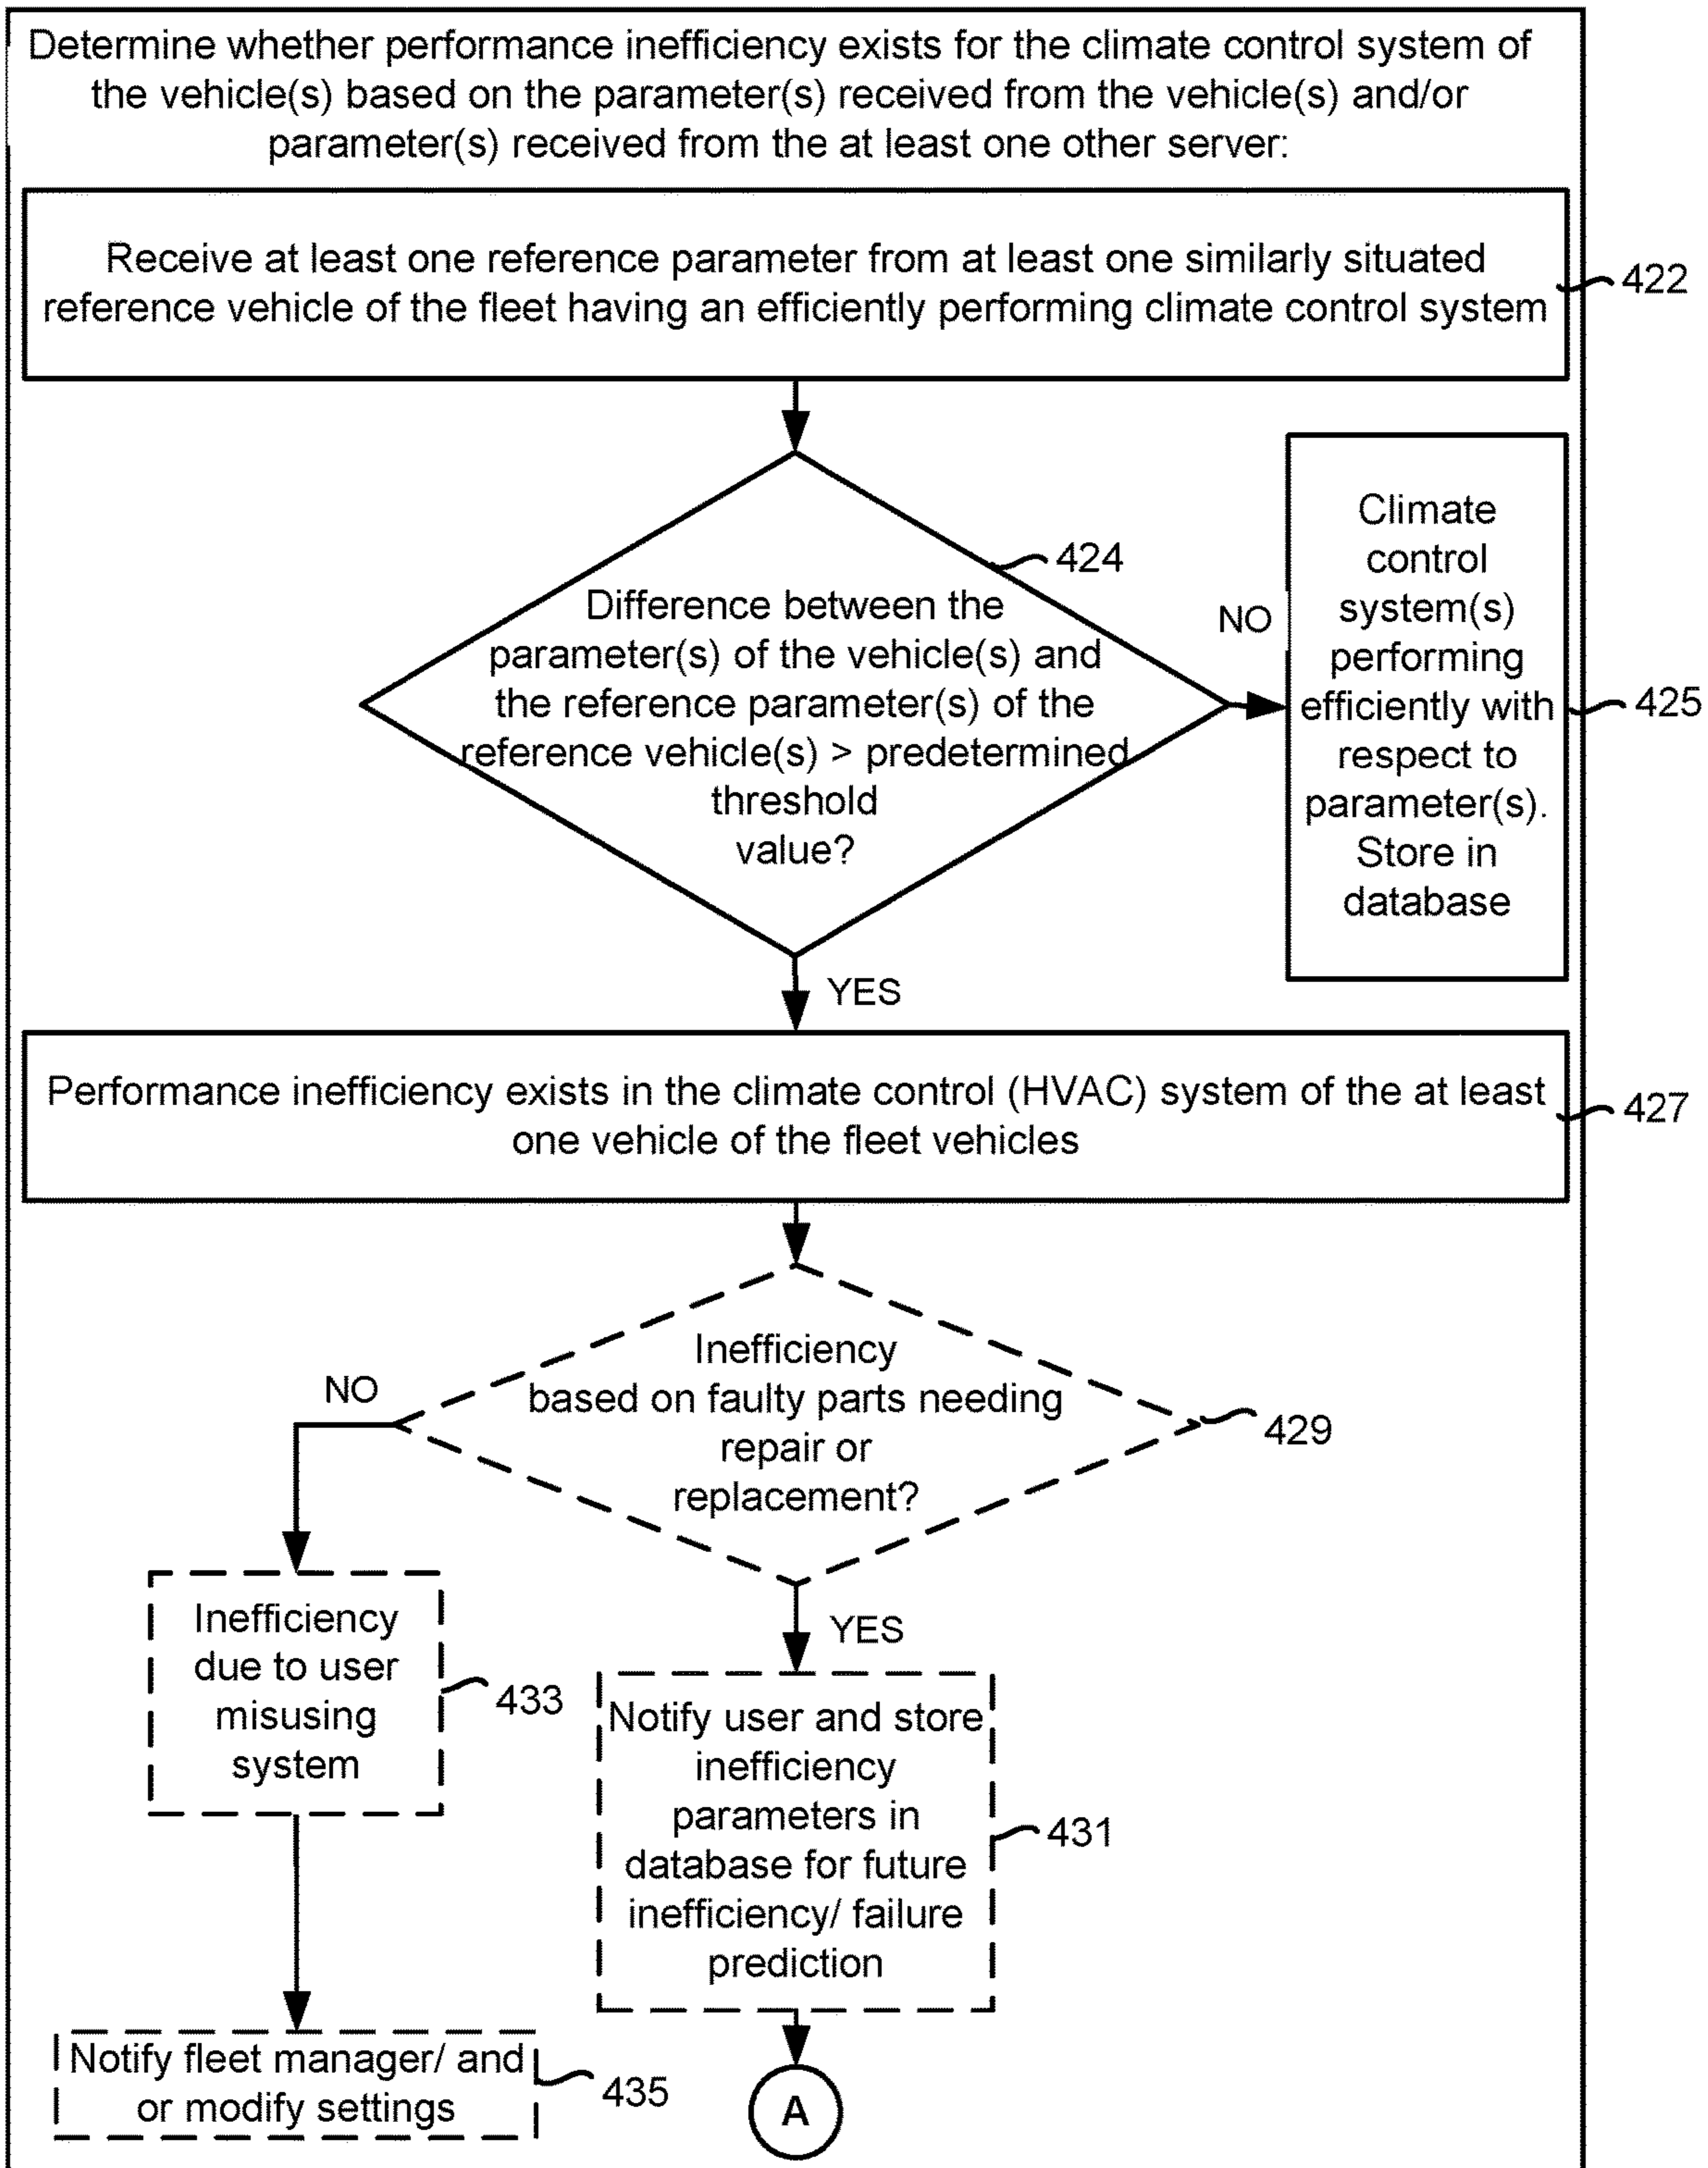 Determine whether performance inefficiency exists for the climate control system of
the vehicle(s) based on the parameter(s) received from the vehicle(s) and/or
parameter(s) received from the at least one other server:
Receive at least one reference parameter from at least one similarly situated
reference vehicle of the fleet having an efficiently performing climate control system
422
424
Difference between the
parameter(s) of the vehicle(s) and
the reference parameter(s) of the
reference vehicle(s) > predetermined
threshold
value?
NO
Climate
control
system(s)
performing
efficiently with
respect to
parameter(s).
Store in
database
425
YES
Performance inefficiency exists in the climate control (HVAC) system of the at least
one vehicle of the fleet vehicles
427
Inefficiency
based on faulty parts needing
repair or
replacement?
429
NO
YES
Inefficiency
due to user
misusing
system
433
Notify user and store
inefficiency
parameters in
database for future
inefficiency/ failure
prediction
431
Notify fleet manager/ and
or modify settings
435
A